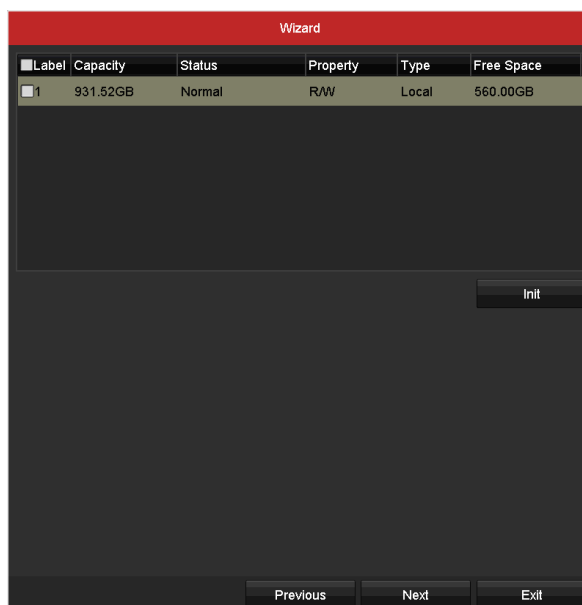 Wizard
Label Capacity Status Property Type Free Space
1 931.52GB Normal R/W Local 560.00GB
Init
Previous Next Exit